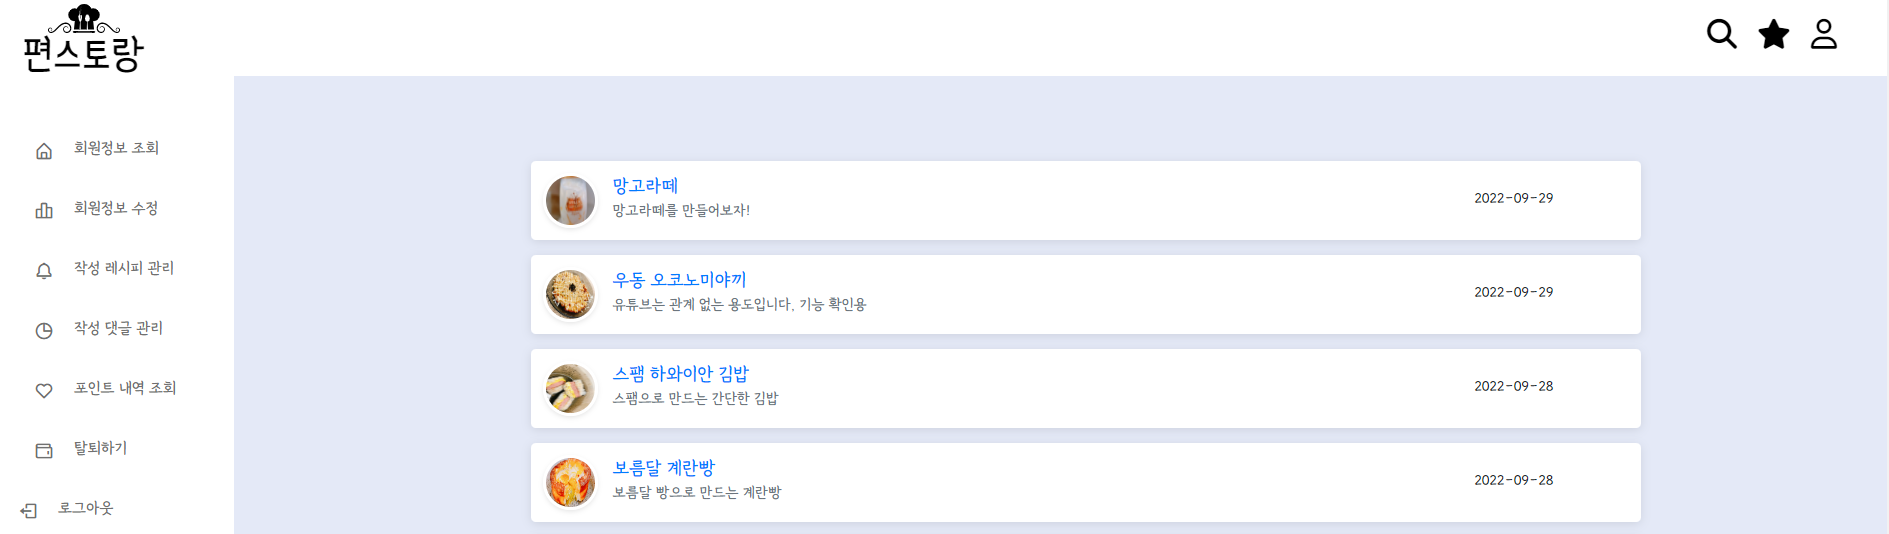 편스토랑
회원정보 조회
회원정보 수정
작성 레시피 관리
작성 댓글 관리
포인트 내역 조회
탈퇴하기
로그아웃
망고라떼
망고라떼를 만들어보자!
2022-09-29
우동 오코노미야끼
유튜브는 관계 없는 용도입니다. 기능 확인용
2022-09-29
스팸 하와이안 김밥
스팸으로 만드는 간단한 김밥
2022-09-28
보름달 계란빵
보름달 빵으로 만드는 계란빵
2022-09-28